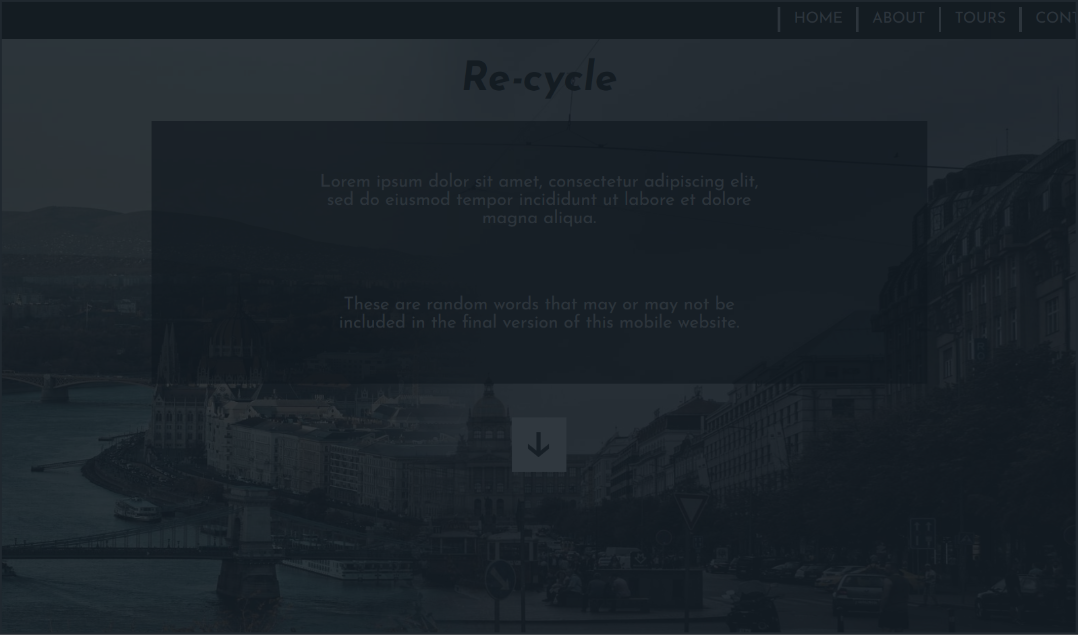 HOME ABOUT TOURS CONT
Re-cycle
Lorem ipsum dolor sit amet, consectetur adipiscing elit,
sed do eiusmod tempor incididunt ut labore et dolore
magna aliqua.
These are random words that may or may not be
included in the final version of this mobile website.